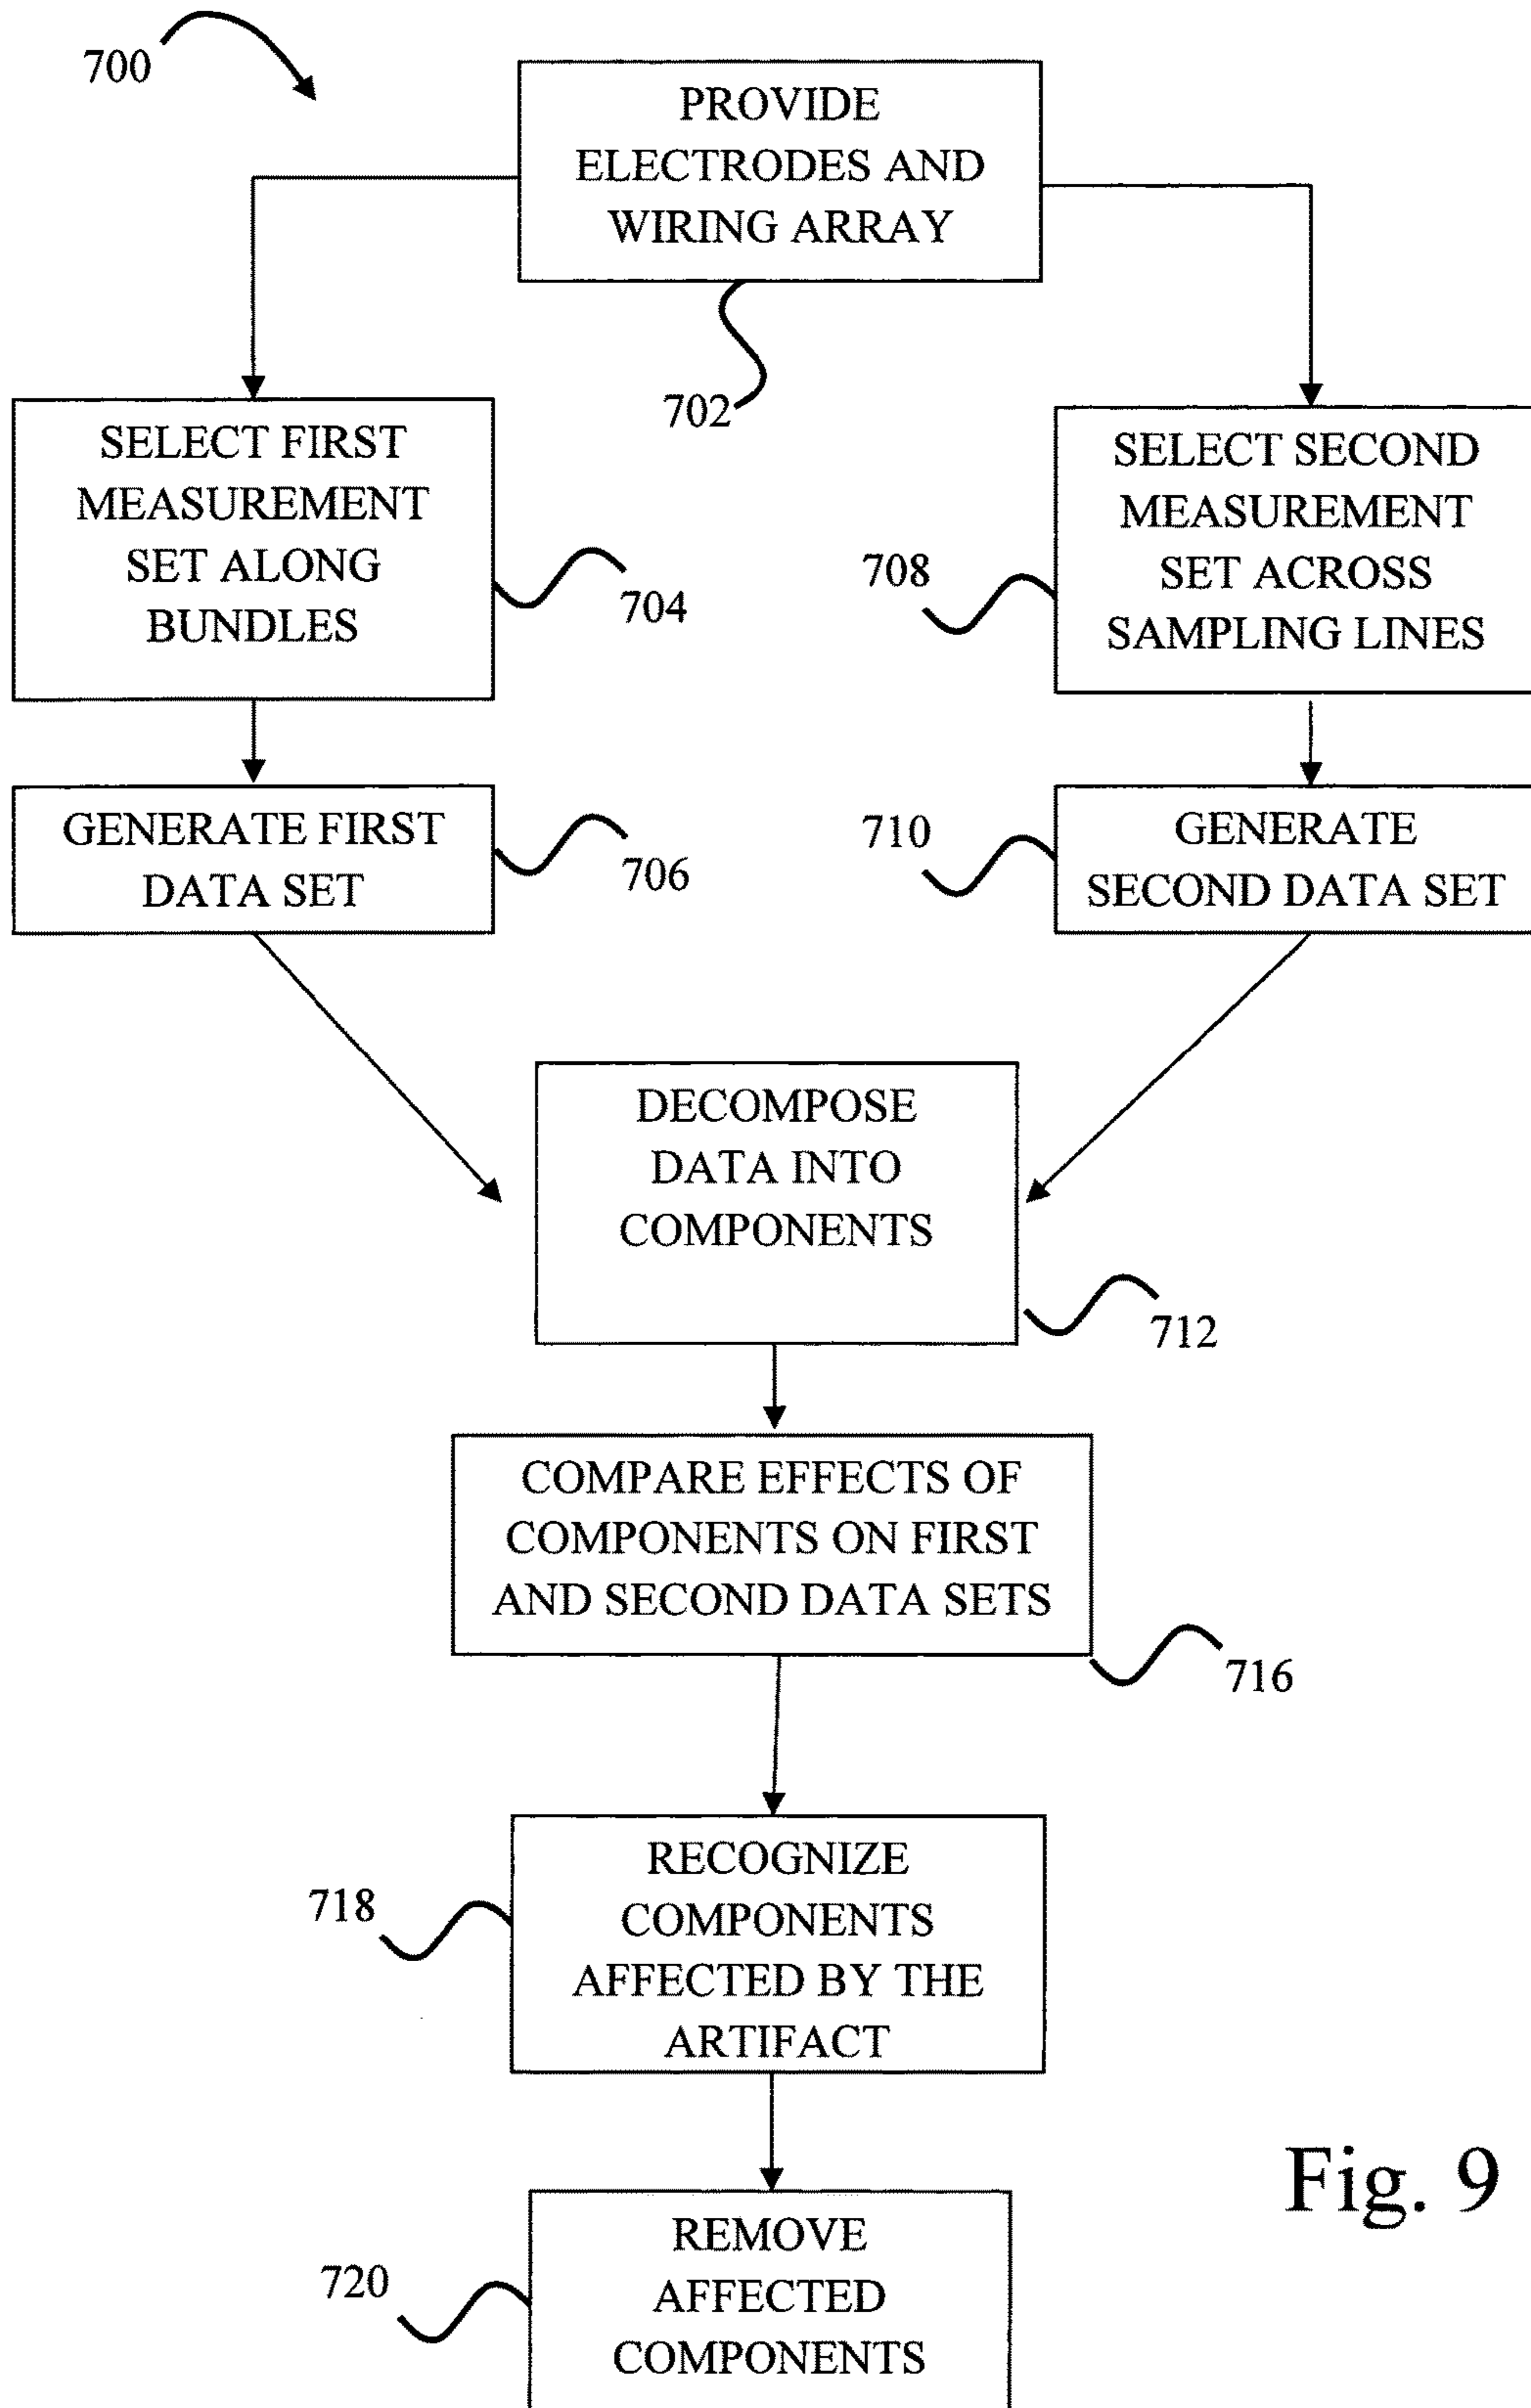 700
PROVIDE
ELECTRODES AND
WIRING ARRAY
702
SELECT FIRST
MEASUREMENT
SET ALONG
BUNDLES
704
SELECT SECOND
MEASUREMENT
SET ACROSS
SAMPLING LINES
708
GENERATE FIRST
DATA SET
706
GENERATE
SECOND DATA SET
710
DECOMPOSE
DATA INTO
COMPONENTS
712
COMPARE EFFECTS OF
COMPONENTS ON FIRST
AND SECOND DATA SETS
716
RECOGNIZE
COMPONENTS
AFFECTED BY THE
ARTIFACT
718
REMOVE
AFFECTED
COMPONENTS
720
Fig. 9